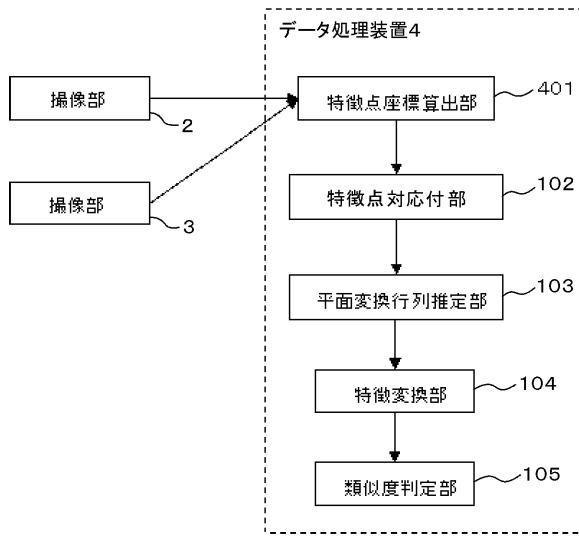 データ処理装置4
撮像部
2
撮像部
3
特徴点座標算出部
401
特徴点対応付部
102
平面変換行列推定部
103
特徴変換部
104
類似度判定部
105